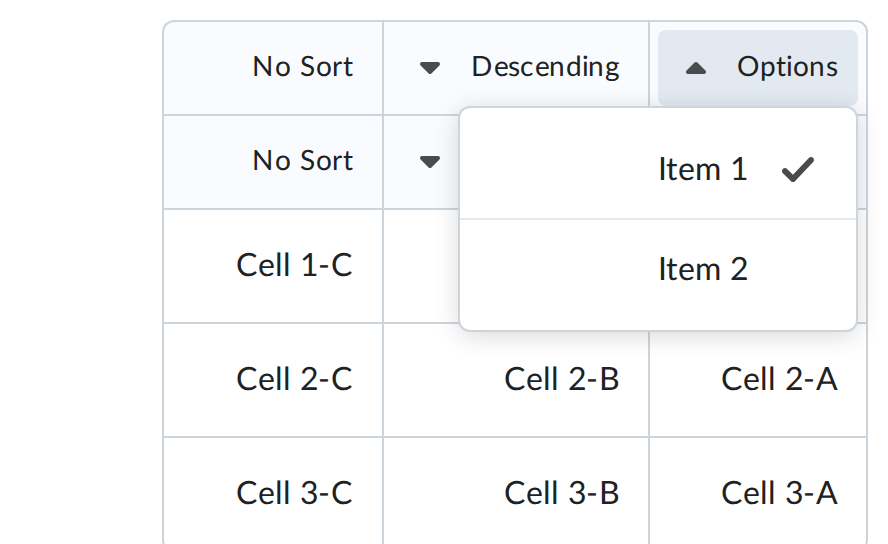 No Sort Descending Options
No Sort
Item 1
Cell 1-C
Item 2
Cell 2-C Cell 2-B Cell 2-A
Cell 3-C Cell 3-B Cell 3-A